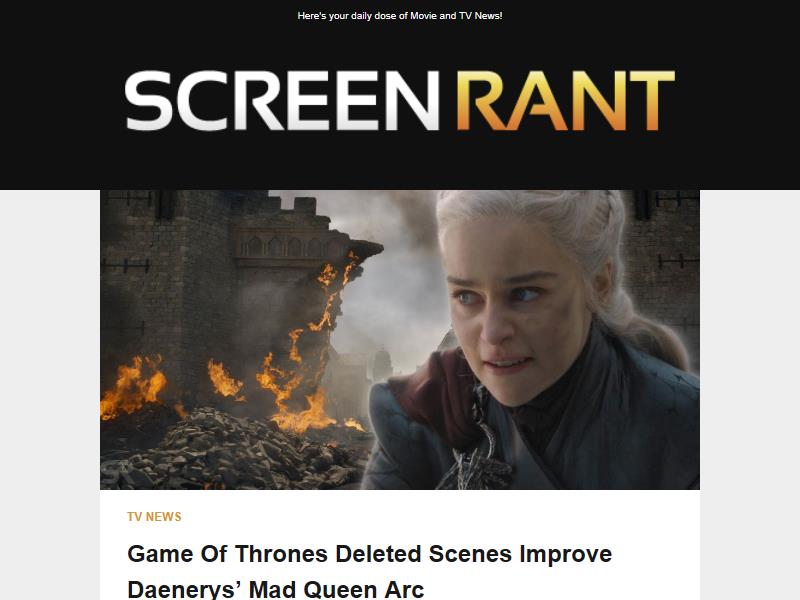 Here's your daily dose of Movie and TV News!
SCREEN RANT
TV NEWS
Game Of Thrones Deleted Scenes Improve
Daenerys’ Mad Queen Arc